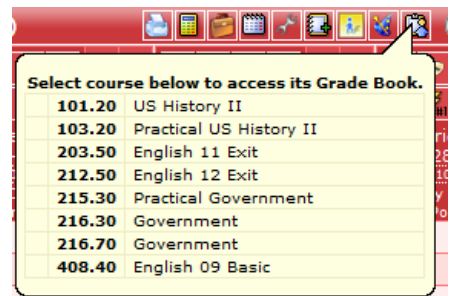 Select course below to access its Grade Book.
101.20 US History II
103.20 Practical US History II
203.50 English 11 Exit
212.50 English 12 Exit
215.30 Practical Government
216.30 Government
216.70 Government
408.40 English 09 Basic